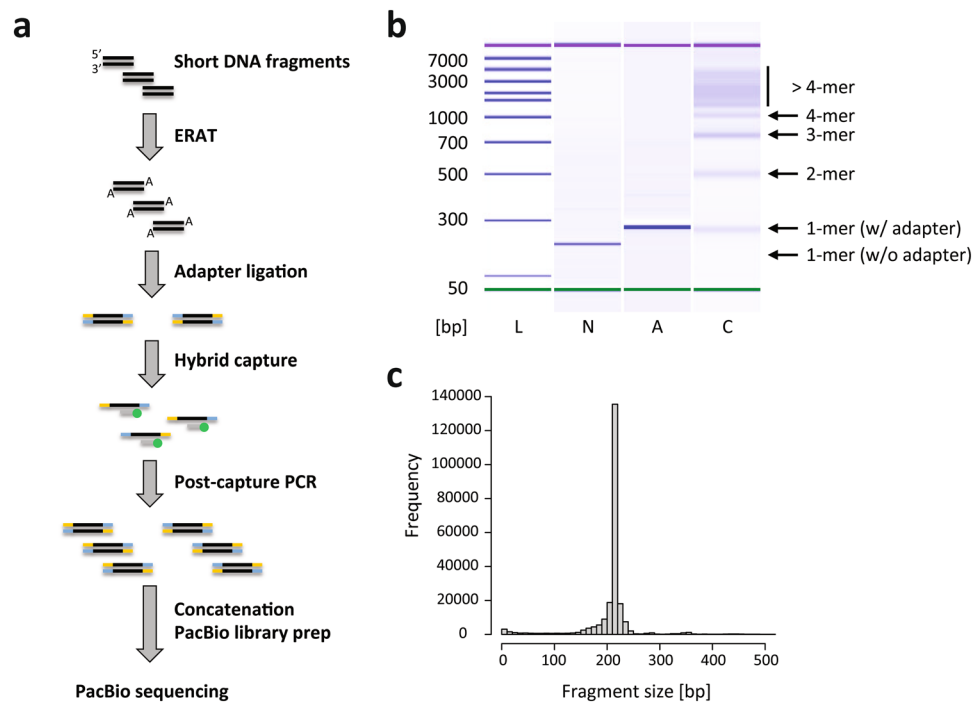 a
5’
3’
Short DNA fragments
ERAT
A
A
A
A
A
A
Adapter ligation
Hybrid capture
Post-capture PCR
Concatenation
PacBio library prep
PacBio sequencing
b
7000
3000
1000
700
500
300
50
[bp]
L
N
A
C
> 4-mer
4-mer
3-mer
2-mer
1-mer (w/ adapter)
1-mer (w/o adapter)
c
Frequency
140000
120000
100000
80000
60000
40000
20000
0
0
100
200
300
400
500
Fragment size [bp]